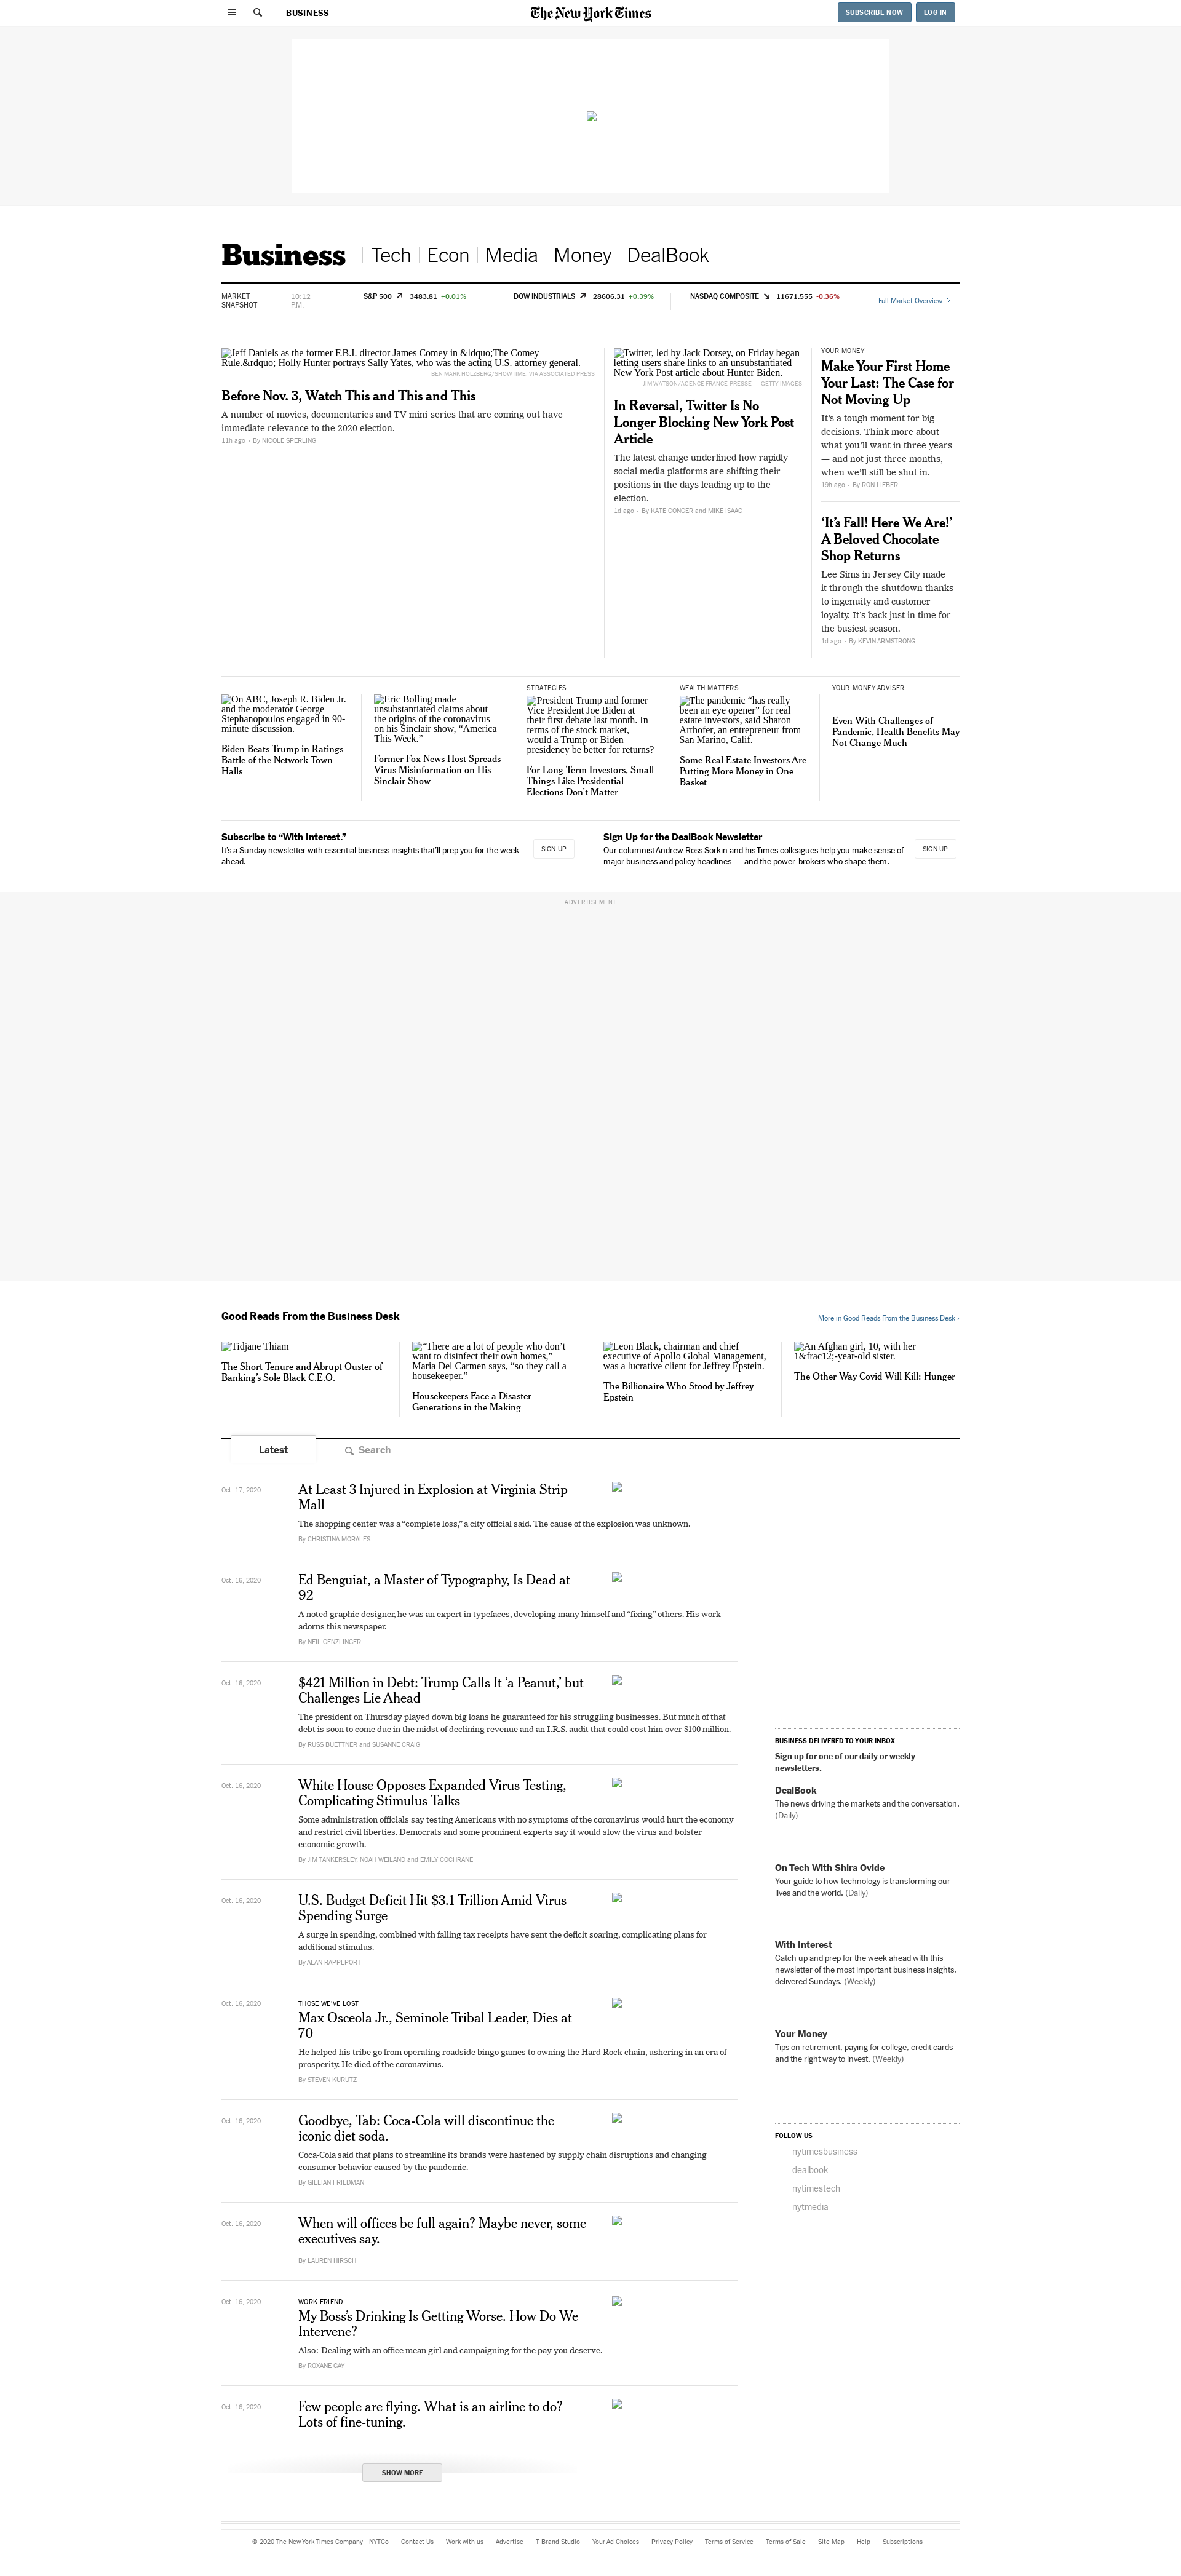 BUSINESS
The New York Times
SUBSCRIBE NOW
LOG IN
Business
Tech
Econ
Media
Money
DealBook
MARKET
SNAPSHOT
10:12
P.M.
S&P 500 3483.81 +0.01%
DOW INDUSTRIALS 28606.31 +0.39%
NASDAQ COMPOSITE 11671.555 -0.36%
Full Market Overview
Jeff Daniels as the former F.B.I. director James Comey in &ldquo;The Comey
Rule.&rdquo; Holly Hunter portrays Sally Yates, who was the acting U.S. attorney general.
BEN MARK HOLZBERG/SHOWTIME, VIA ASSOCIATED PRESS
Before Nov. 3, Watch This and This and This
A number of movies, documentaries and TV mini-series that are coming out have
immediate relevance to the 2020 election.
11h ago • By NICOLE SPERLING
Twitter, led by Jack Dorsey, on Friday began
letting users share links to an unsubstantiated
New York Post article about Hunter Biden.
JIM WATSON/AGENCE FRANCE-PRESSE — GETTY IMAGES
In Reversal, Twitter Is No
Longer Blocking New York Post
Article
The latest change underlined how rapidly
social media platforms are shifting their
positions in the days leading up to the
election.
1d ago • By KATE CONGER and MIKE ISAAC
YOUR MONEY
Make Your First Home
Your Last: The Case for
Not Moving Up
It’s a tough moment for big
decisions. Think more about
what you’ll want in three years
— and not just three months,
when we’ll still be shut in.
19h ago • By RON LIEBER
‘It’s Fall! Here We Are!’
A Beloved Chocolate
Shop Returns
Lee Sims in Jersey City made
it through the shutdown thanks
to ingenuity and customer
loyalty. It’s back just in time for
the busiest season.
1d ago • By KEVIN ARMSTRONG
On ABC, Joseph R. Biden Jr.
and the moderator George
Stephanopoulos engaged in 90-
minute discussion.
Biden Beats Trump in Ratings
Battle of the Network Town
Halls
Eric Bolling made
unsubstantiated claims about
the origins of the coronavirus
on his Sinclair show, “America
This Week.”
Former Fox News Host Spreads
Virus Misinformation on His
Sinclair Show
STRATEGIES
President Trump and former
Vice President Joe Biden at
their first debate last month. In
terms of the stock market,
would a Trump or Biden
presidency be better for returns?
For Long-Term Investors, Small
Things Like Presidential
Elections Don’t Matter
WEALTH MATTERS
The pandemic “has really
been an eye opener” for real
estate investors, said Sharon
Arthofer, an entrepreneur from
San Marino, Calif.
Some Real Estate Investors Are
Putting More Money in One
Basket
YOUR MONEY ADVISER
Even With Challenges of
Pandemic, Health Benefits May
Not Change Much
Subscribe to “With Interest.”
It’s a Sunday newsletter with essential business insights that’ll prep you for the week
ahead.
SIGN UP
Sign Up for the DealBook Newsletter
Our columnist Andrew Ross Sorkin and his Times colleagues help you make sense of
major business and policy headlines — and the power-brokers who shape them.
SIGN UP
ADVERTISEMENT
Good Reads From the Business Desk
More in Good Reads From the Business Desk ›
Tidjane Thiam
The Short Tenure and Abrupt Ouster of
Banking’s Sole Black C.E.O.
“There are a lot of people who don’t
want to disinfect their own homes,”
Maria Del Carmen says, “so they call a
housekeeper.”
Housekeepers Face a Disaster
Generations in the Making
Leon Black, chairman and chief
executive of Apollo Global Management,
was a lucrative client for Jeffrey Epstein.
The Billionaire Who Stood by Jeffrey
Epstein
An Afghan girl, 10, with her
1&frac12;-year-old sister.
The Other Way Covid Will Kill: Hunger
Latest
Search
Oct. 17, 2020
At Least 3 Injured in Explosion at Virginia Strip
Mall
The shopping center was a “complete loss,” a city official said. The cause of the explosion was unknown.
By CHRISTINA MORALES
Oct. 16, 2020
Ed Benguiat, a Master of Typography, Is Dead at
92
A noted graphic designer, he was an expert in typefaces, developing many himself and “fixing” others. His work
adorns this newspaper.
By NEIL GENZLINGER
Oct. 16, 2020
$421 Million in Debt: Trump Calls It ‘a Peanut,’ but
Challenges Lie Ahead
The president on Thursday played down big loans he guaranteed for his struggling businesses. But much of that
debt is soon to come due in the midst of declining revenue and an I.R.S. audit that could cost him over $100 million.
By RUSS BUETTNER and SUSANNE CRAIG
Oct. 16, 2020
White House Opposes Expanded Virus Testing,
Complicating Stimulus Talks
Some administration officials say testing Americans with no symptoms of the coronavirus would hurt the economy
and restrict civil liberties. Democrats and some prominent experts say it would slow the virus and bolster
economic growth.
By JIM TANKERSLEY, NOAH WEILAND and EMILY COCHRANE
Oct. 16, 2020
U.S. Budget Deficit Hit $3.1 Trillion Amid Virus
Spending Surge
A surge in spending, combined with falling tax receipts have sent the deficit soaring, complicating plans for
additional stimulus.
By ALAN RAPPEPORT
Oct. 16, 2020
THOSE WE’VE LOST
Max Osceola Jr., Seminole Tribal Leader, Dies at
70
He helped his tribe go from operating roadside bingo games to owning the Hard Rock chain, ushering in an era of
prosperity. He died of the coronavirus.
By STEVEN KURUTZ
Oct. 16, 2020
Goodbye, Tab: Coca-Cola will discontinue the
iconic diet soda.
Coca-Cola said that plans to streamline its brands were hastened by supply chain disruptions and changing
consumer behavior caused by the pandemic.
By GILLIAN FRIEDMAN
Oct. 16, 2020
When will offices be full again? Maybe never, some
executives say.
By LAUREN HIRSCH
Oct. 16, 2020
WORK FRIEND
My Boss’s Drinking Is Getting Worse. How Do We
Intervene?
Also: Dealing with an office mean girl and campaigning for the pay you deserve.
By ROXANE GAY
Oct. 16, 2020
Few people are flying. What is an airline to do?
Lots of fine-tuning.
SHOW MORE
BUSINESS DELIVERED TO YOUR INBOX
Sign up for one of our daily or weekly
newsletters.
DealBook
The news driving the markets and the conversation.
(Daily)
On Tech With Shira Ovide
Your guide to how technology is transforming our
lives and the world. (Daily)
With Interest
Catch up and prep for the week ahead with this
newsletter of the most important business insights,
delivered Sundays. (Weekly)
Your Money
Tips on retirement, paying for college, credit cards
and the right way to invest. (Weekly)
FOLLOW US
nytimesbusiness
dealbook
nytimestech
nytmedia
© 2020 The New York Times Company NYTCo Contact Us Work with us Advertise T Brand Studio Your Ad Choices Privacy Policy Terms of Service Terms of Sale Site Map Help Subscriptions